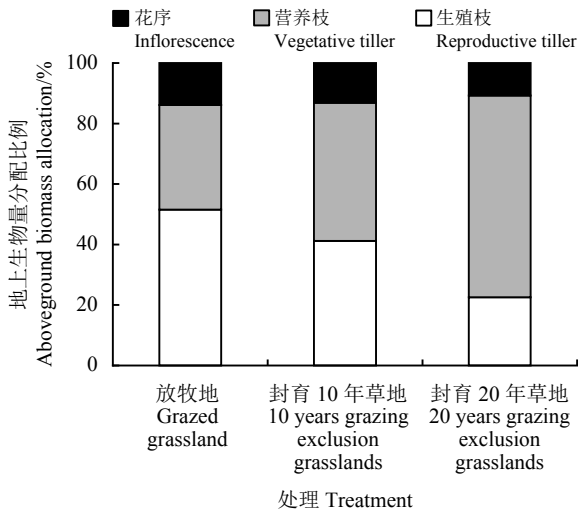 花序 营养枝 生殖枝
Inflorescence Vegetative tiller Reproductive tiller
地上生物量分配比例
Aboveground biomass allocation/%
100
80
60
40
20
0
放牧地 封育 10 年草地 封育 20 年草地
Grazed 10 years grazing 20 years grazing
grassland exclusion exclusion
grasslands grasslands
处理 Treatment